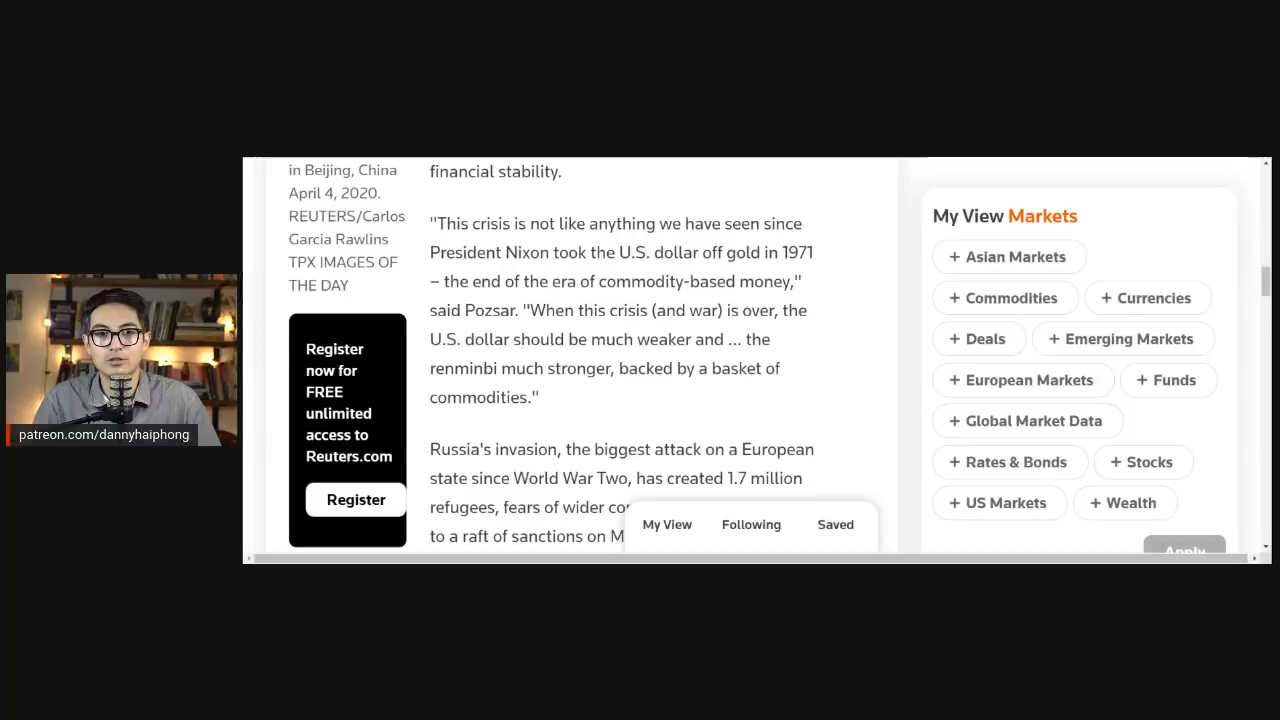 in Beijing, China
April 4, 2020.
REUTERS/Carlos
Garcia Rawlins
TPX IMAGES OF
THE DAY
Register
now for
FREE
unlimited
access to
Reuters.com
Register
financial stability.
"This crisis is not like anything we have seen since
President Nixon took the U.S. dollar off gold in 1971
– the end of the era of commodity-based money,"
said Pozsar. "When this crisis (and war) is over, the
U.S. dollar should be much weaker and ... the
renminbi much stronger, backed by a basket of
commodities."
Russia's invasion, the biggest attack on a European
state since World War Two, has created 1.7 million
refugees, fears of wider co
to a raft of sanctions on M
My View Following Saved
My View Markets
+ Asian Markets
+ Commodities + Currencies
+ Deals + Emerging Markets
+ European Markets + Funds
+ Global Market Data
+ Rates & Bonds + Stocks
+ US Markets + Wealth
Apply
patreon.com/dannyhaiphong